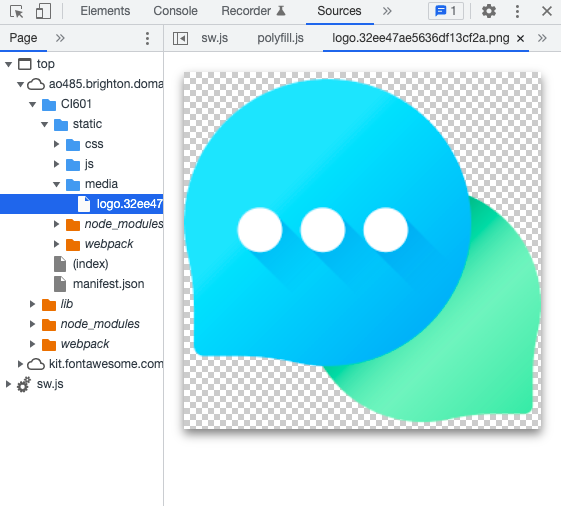 Elements Console Recorder Sources 1
Page sw.js polyfill.js logo.32ee47ae5636df13cf2a.png
top
ao485.brighton.doma
CI601
static
css
js
media
logo.32ee47
node_modules
webpack
(index)
manifest.json
lib
node_modules
webpack
kit.fontawesome.com
sw.js